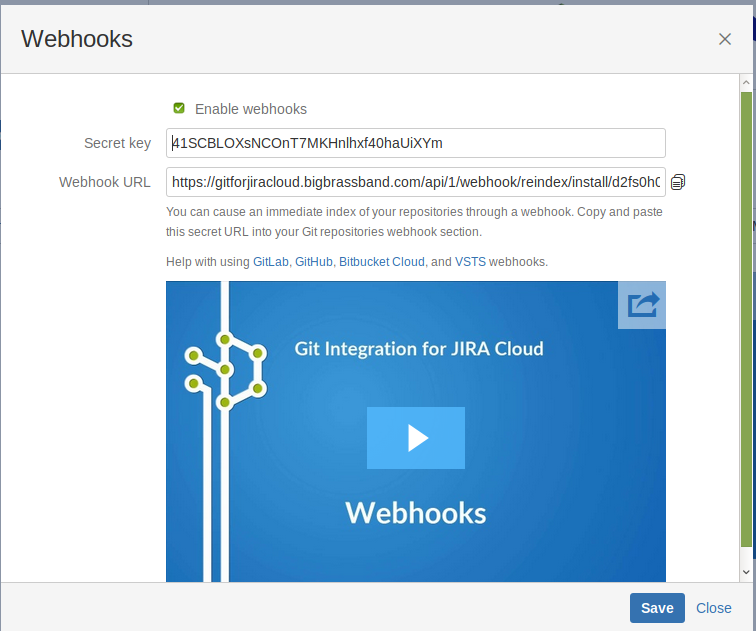 Webhooks
Enable webhooks
Secret key
41SCBLOXsNCOnT7MKHnlhxf40haUiXYm
Webhook URL
https://gitforjiracloud.bigbrassband.com/api/1/webhook/reindex/install/d2fs0h0
You can cause an immediate index of your repositories through a webhook. Copy and paste
this secret URL into your Git repositories webhook section.
Help with using GitLab, GitHub, Bitbucket Cloud, and VSTS webhooks.
Git Integration for JIRA Cloud
Webhooks
Save
Close